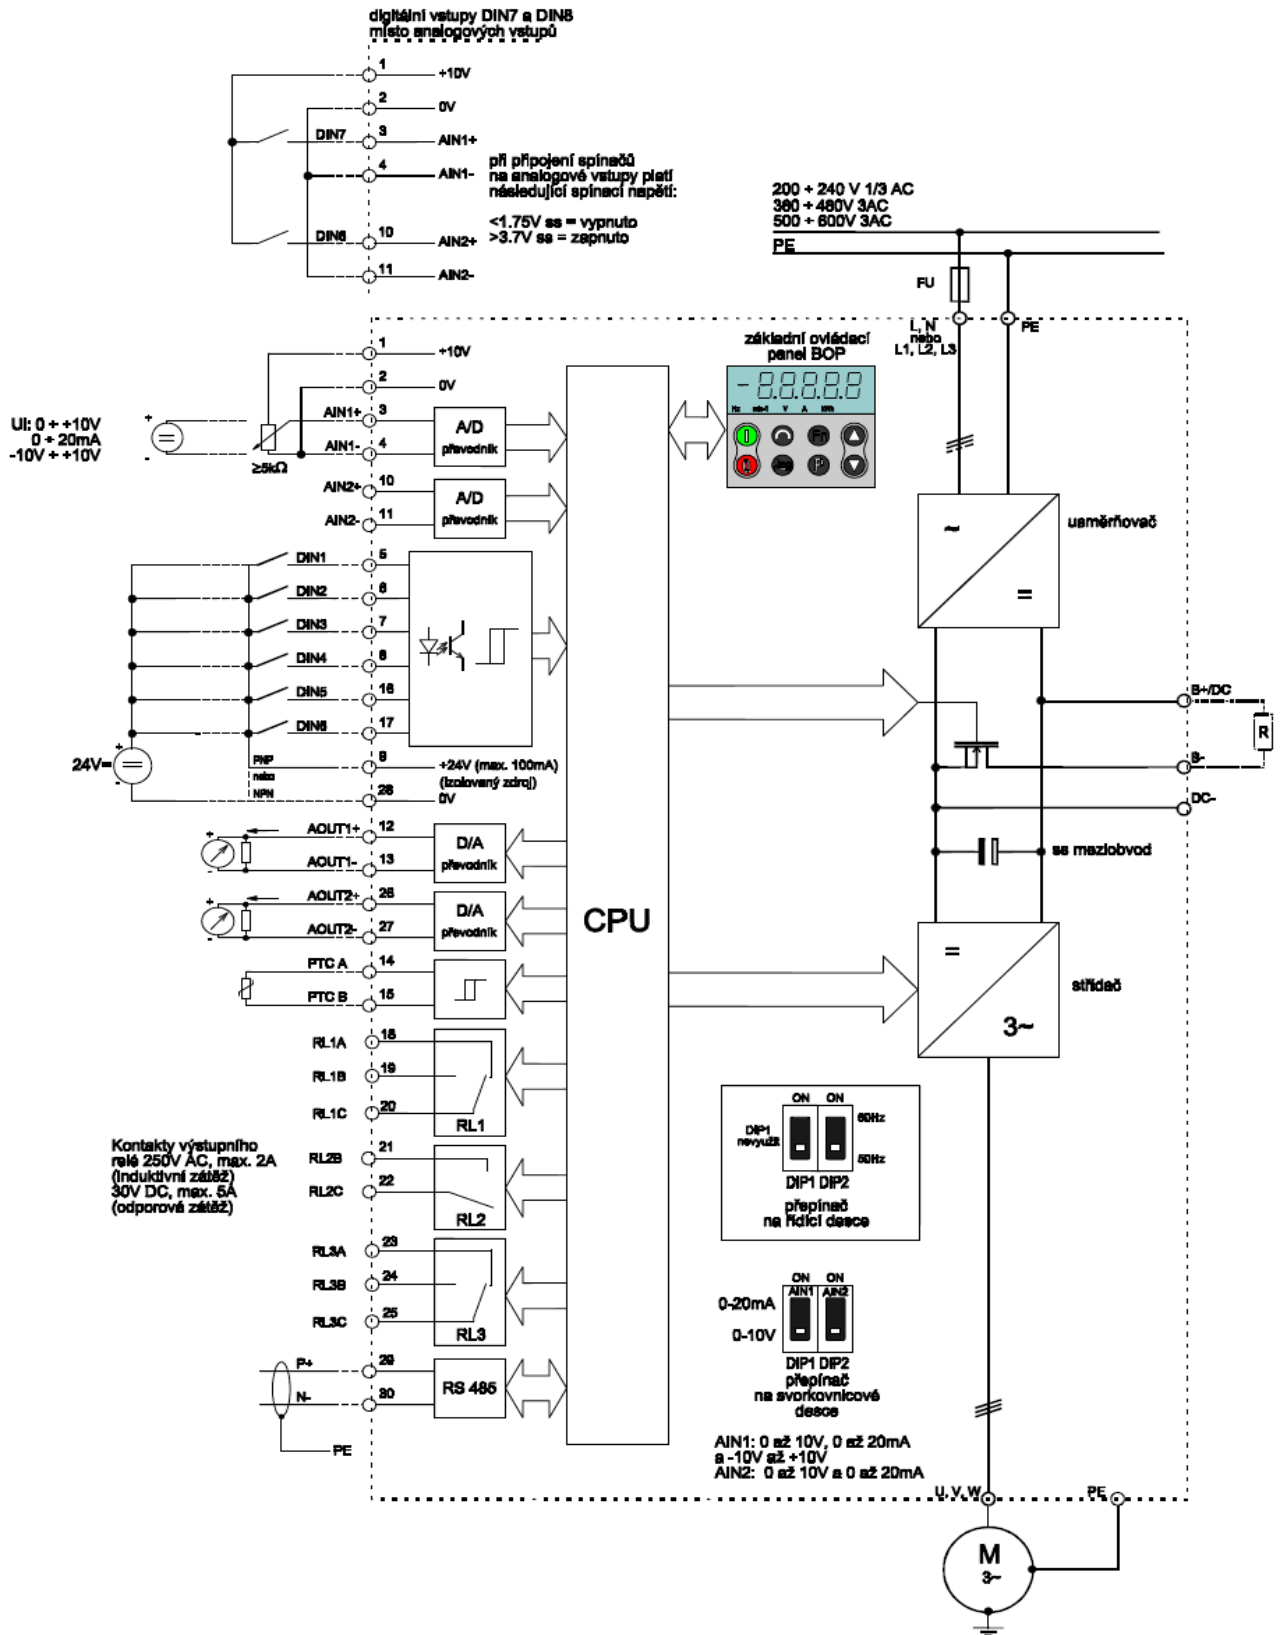 digitální vstupy DIN7 a DIN8
místo analogových vstupů
1
+10V
2
0V
DIN7
3
AIN1+
4
AIN1-
při připojení spínačů
na analogové vstupy platí
následující spínací napětí:
<1.75V ss = vypnuto
>3.7V ss = zapnuto
DIN8
10
AIN2+
11
AIN2-
200 ÷ 240 V 1/3 AC
380 ÷ 480V 3AC
500 ÷ 600V 3AC
PE
FU
L, N
nebo
L1, L2, L3
PE
základní ovládací
panel BOP
Hz min-1 V A kWh
Fn
Jog
P
1
+10V
2
0V
UI: 0 ÷ +10V
0 ÷ 20mA
-10V ÷ +10V
+
-
≥5kΩ
AIN1+
3
AIN1-
4
A/D
převodník
AIN2+
10
AIN2-
11
A/D
převodník
usměrňovač
=
DIN1
5
DIN2
6
DIN3
7
DIN4
8
DIN5
16
DIN6
17
24V=
+
-
PNP
nebo
NPN
9
+24V (max. 100mA)
(izolovaný zdroj)
28
0V
B+/DC
R
B-
DC-
ss meziobvod
CPU
AOUT1+
12
AOUT1-
13
D/A
převodník
AOUT2+
26
AOUT2-
27
D/A
převodník
PTC A
14
PTC B
15
=
3~
střídač
RL1A
18
RL1B
19
RL1C
20
RL1
Kontakty výstupního
relé 250V AC, max. 2A
(induktivní zátěž)
30V DC, max. 5A
(odporová zátěž)
RL2B
21
RL2C
22
RL2
RL3A
23
RL3B
24
RL3C
25
RL3
P+
29
N-
30
RS 485
PE
ON ON
60Hz
DIP1
nevyužit
50Hz
DIP1 DIP2
přepínač
na řídicí desce
ON ON
AIN1 AIN2
0-20mA
0-10V
DIP1 DIP2
přepínač
na svorkovnicové
desce
AIN1: 0 až 10V, 0 až 20mA
a -10V až +10V
AIN2: 0 až 10V a 0 až 20mA
U, V, W
PE
M
3~